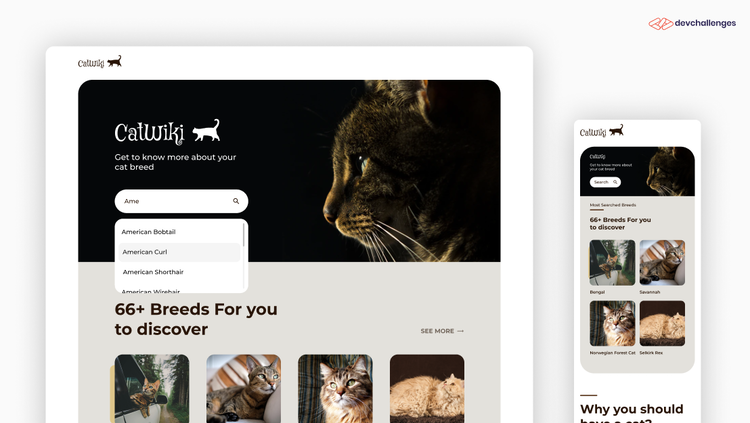 devchallenges
CatWiki
CatWiki
Get to know more about your
cat breed
Ame
American Bobtail
American Curl
American Shorthair
American Wirehair
66+ Breeds For you
to discover
SEE MORE →
CatWiki
CatWiki
Get to know more about your
cat breed
Search
Most Searched Breeds
66+ Breeds For you
to discover
Bengal
Savannah
Norwegian Forest Cat
Selkirk Rex
Why you should
have a cat?